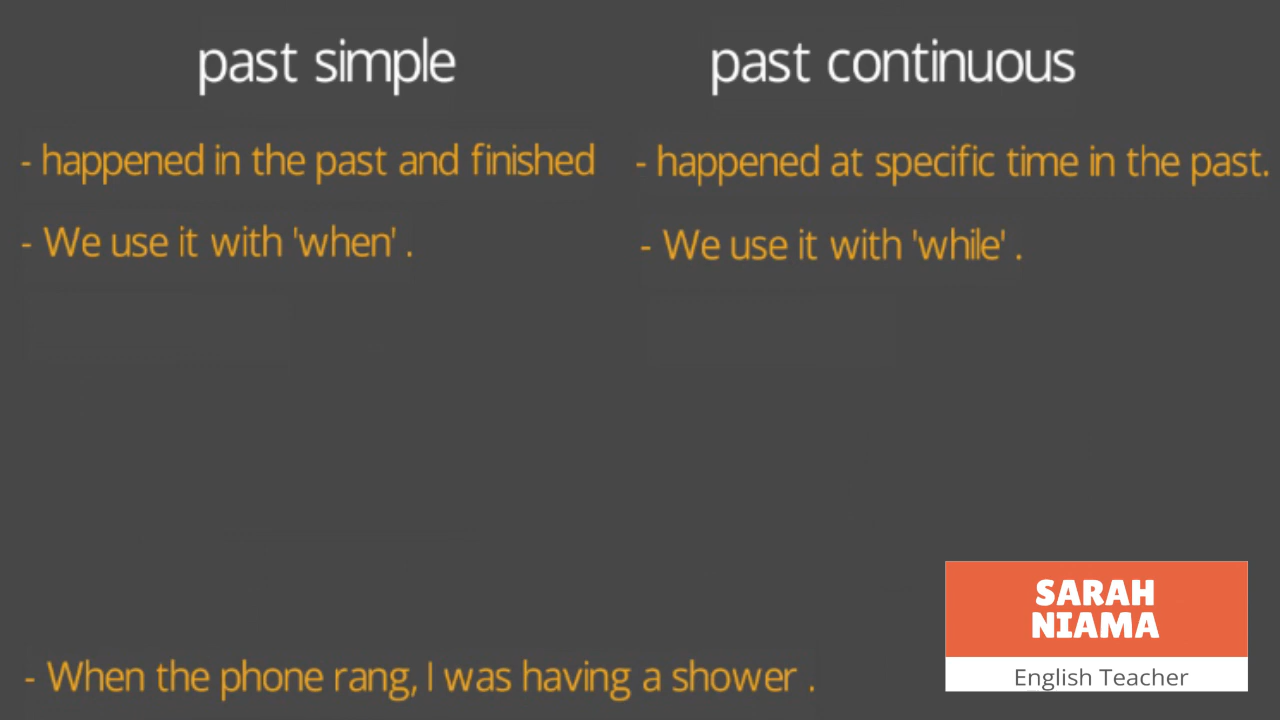 past simple
past continuous
- happened in the past and finished
- happened at specific time in the past.
- We use it with 'when' .
- We use it with 'while' .
- When the phone rang, I was having a shower .
SARAH
NIAMA
English Teacher